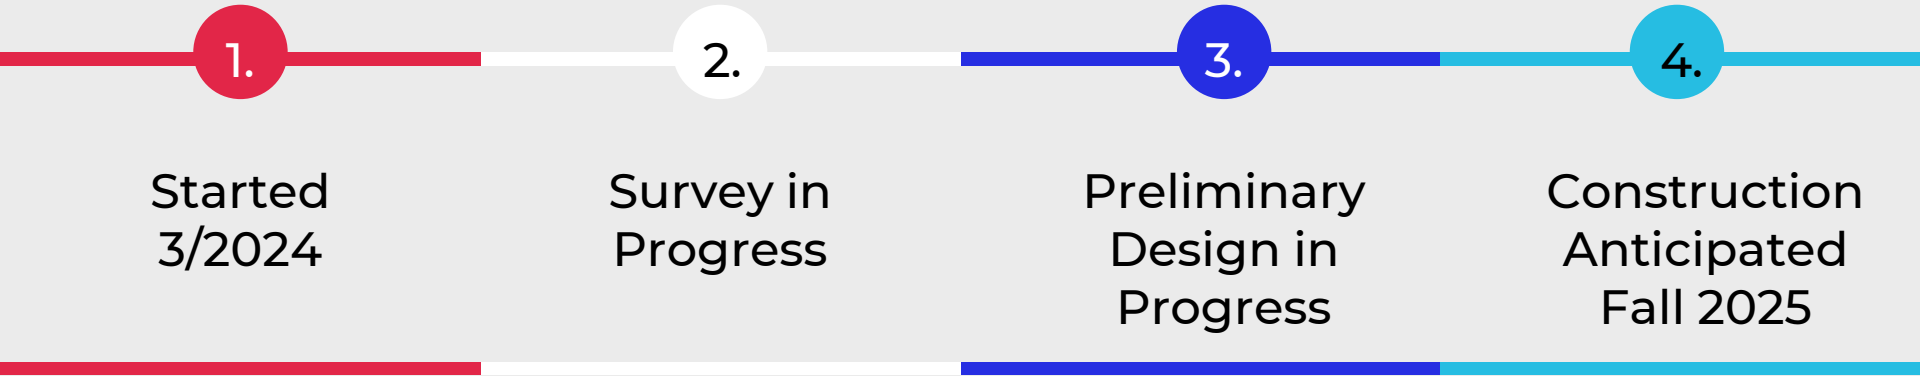 1.
2.
3.
4.
Started
3/2024
Survey in
Progress
Preliminary
Design in
Progress
Construction
Anticipated
Fall 2025